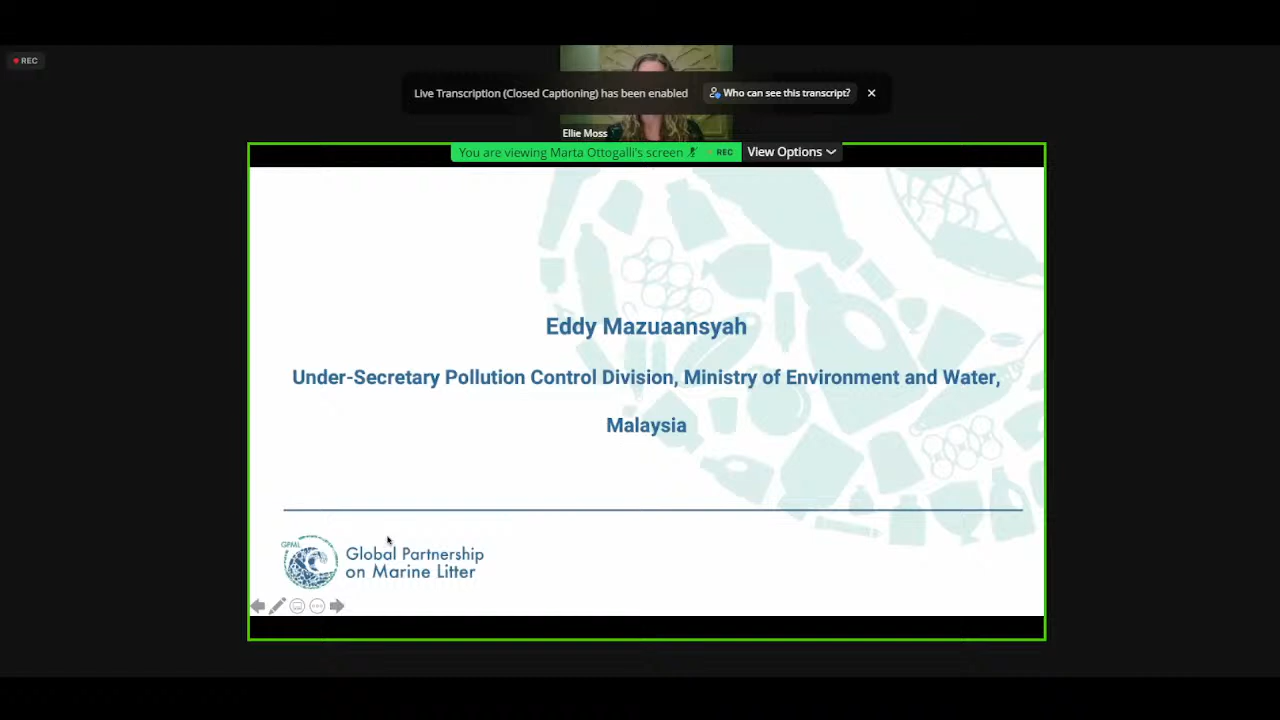 REC
Live Transcription (Closed Captioning) has been enabled
Who can see this transcript?
Ellie Moss
You are viewing Marta Ottogalli's screen
REC
View Options
Eddy Mazuaansyah
Under-Secretary Pollution Control Division, Ministry of Environment and Water,
Malaysia
GPML
Global Partnership
on Marine Litter